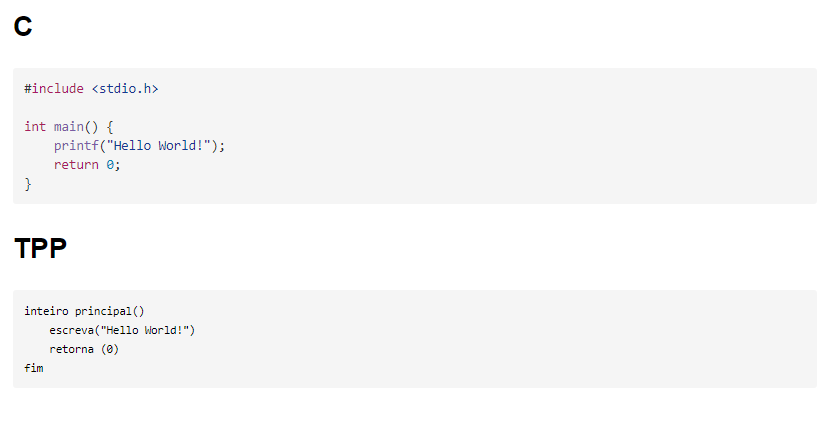 C
#include <stdio.h>
int main() {
    printf("Hello World!");
    return 0;
}
TPP
inteiro principal()
    escreva("Hello World!")
    retorna (0)
fim